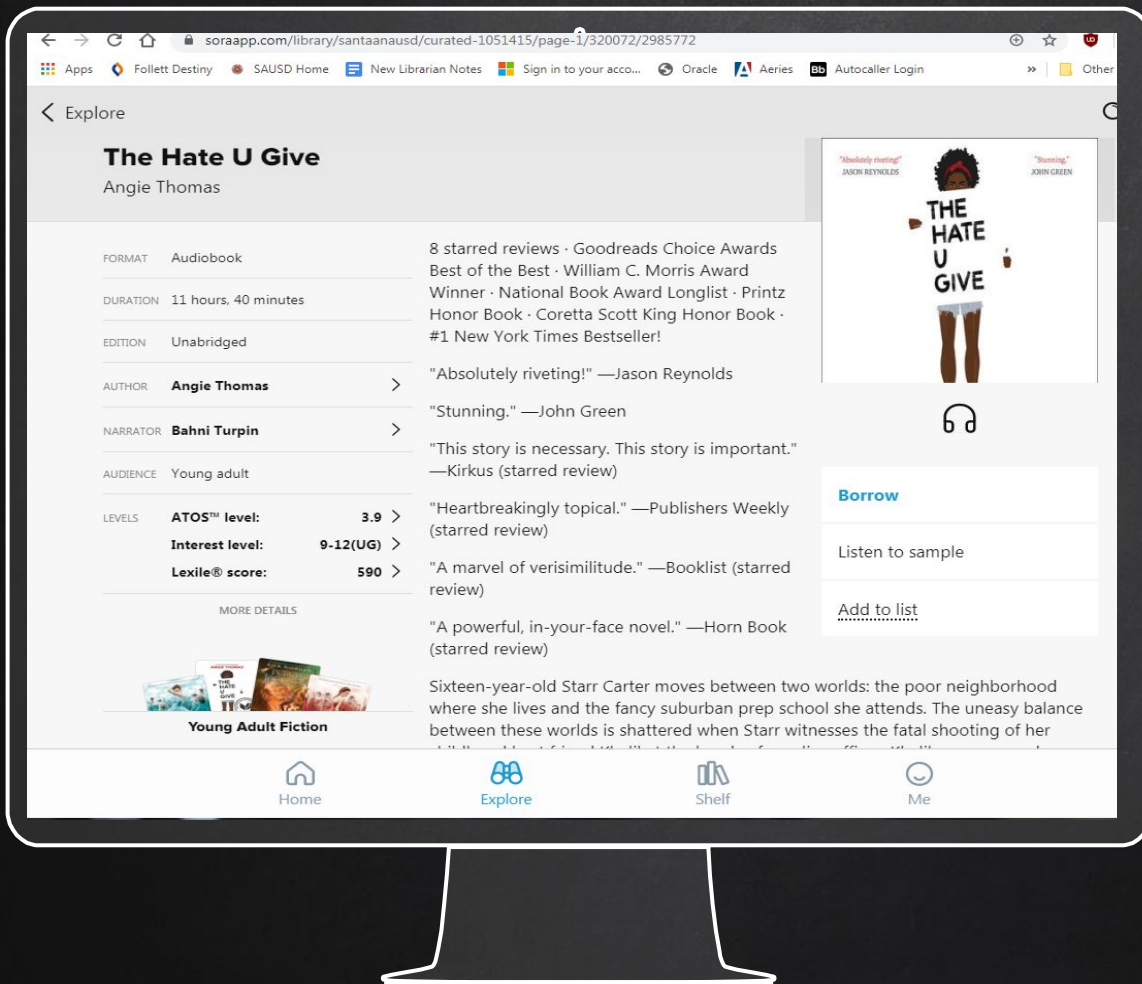 soraapp.com/library/santaanausd/curated-1051415/page-1/320072/2985772
Apps Follett Destiny SAUSD Home New Librarian Notes Sign in to your acco... Oracle Aeries Bb Autocaller Login » Other
Explore
The Hate U Give
Angie Thomas
FORMAT Audiobook
DURATION 11 hours, 40 minutes
EDITION Unabridged
AUTHOR Angie Thomas
NARRATOR Bahni Turpin
AUDIENCE Young adult
LEVELS ATOS™ level: 3.9
Interest level: 9-12(UG)
Lexile® score: 590
MORE DETAILS
ANGIE THOMAS
THE
HATE
U
GIVE
Young Adult Fiction
8 starred reviews · Goodreads Choice Awards
Best of the Best · William C. Morris Award
Winner · National Book Award Longlist · Printz
Honor Book · Coretta Scott King Honor Book ·
#1 New York Times Bestseller!
"Absolutely riveting!" —Jason Reynolds
"Stunning." —John Green
"This story is necessary. This story is important."
—Kirkus (starred review)
"Heartbreakingly topical." —Publishers Weekly
(starred review)
"A marvel of verisimilitude." —Booklist (starred
review)
"A powerful, in-your-face novel." —Horn Book
(starred review)
Sixteen-year-old Starr Carter moves between two worlds: the poor neighborhood
where she lives and the fancy suburban prep school she attends. The uneasy balance
between these worlds is shattered when Starr witnesses the fatal shooting of her
"Absolutely riveting!"
JASON REYNOLDS
"Stunning."
JOHN GREEN
THE
HATE
U
GIVE
Borrow
Listen to sample
Add to list
Home Explore Shelf Me